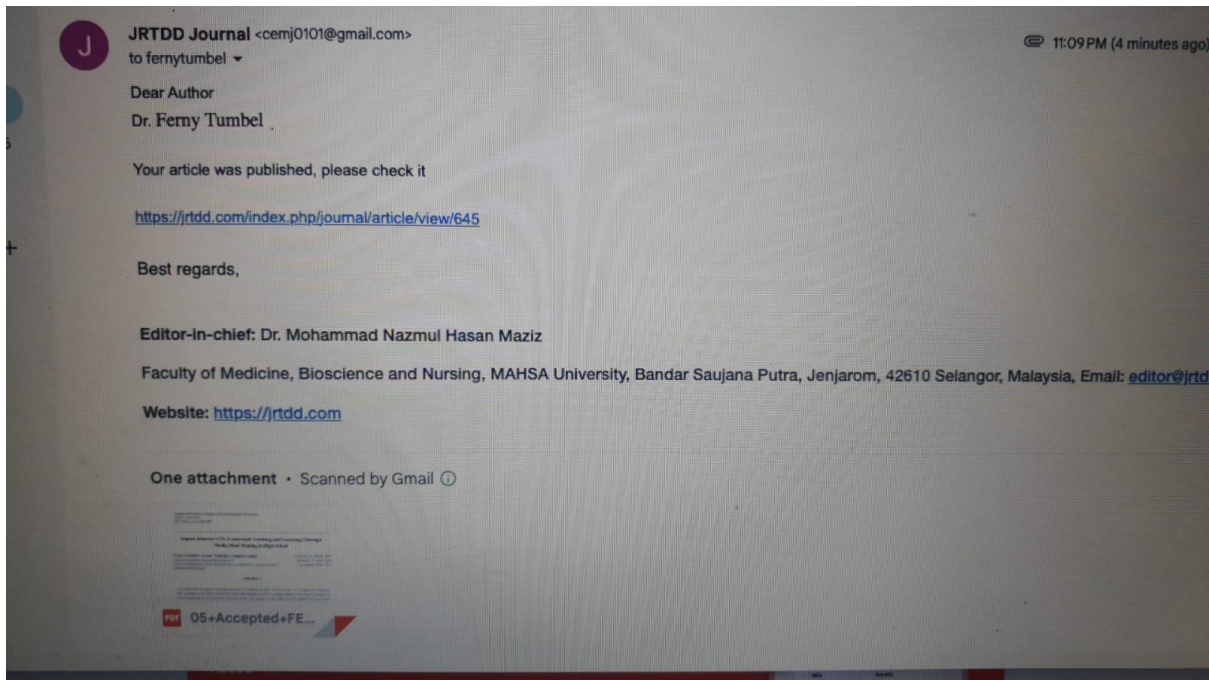 J
JRTDD Journal <cemj0101@gmail.com>
11:09 PM (4 minutes ago)
to fernytumbel
Dear Author
Dr. Ferny Tumbel .
Your article was published, please check it
https://jrtdd.com/index.php/journal/article/view/645
Best regards,
Editor-in-chief: Dr. Mohammad Nazmul Hasan Maziz
Faculty of Medicine, Bioscience and Nursing, MAHSA University, Bandar Saujana Putra, Jenjarom, 42610 Selangor, Malaysia, Email: editor@jrtd
Website: https://jrtdd.com
One attachment • Scanned by Gmail
PDF 05+Accepted+FE...